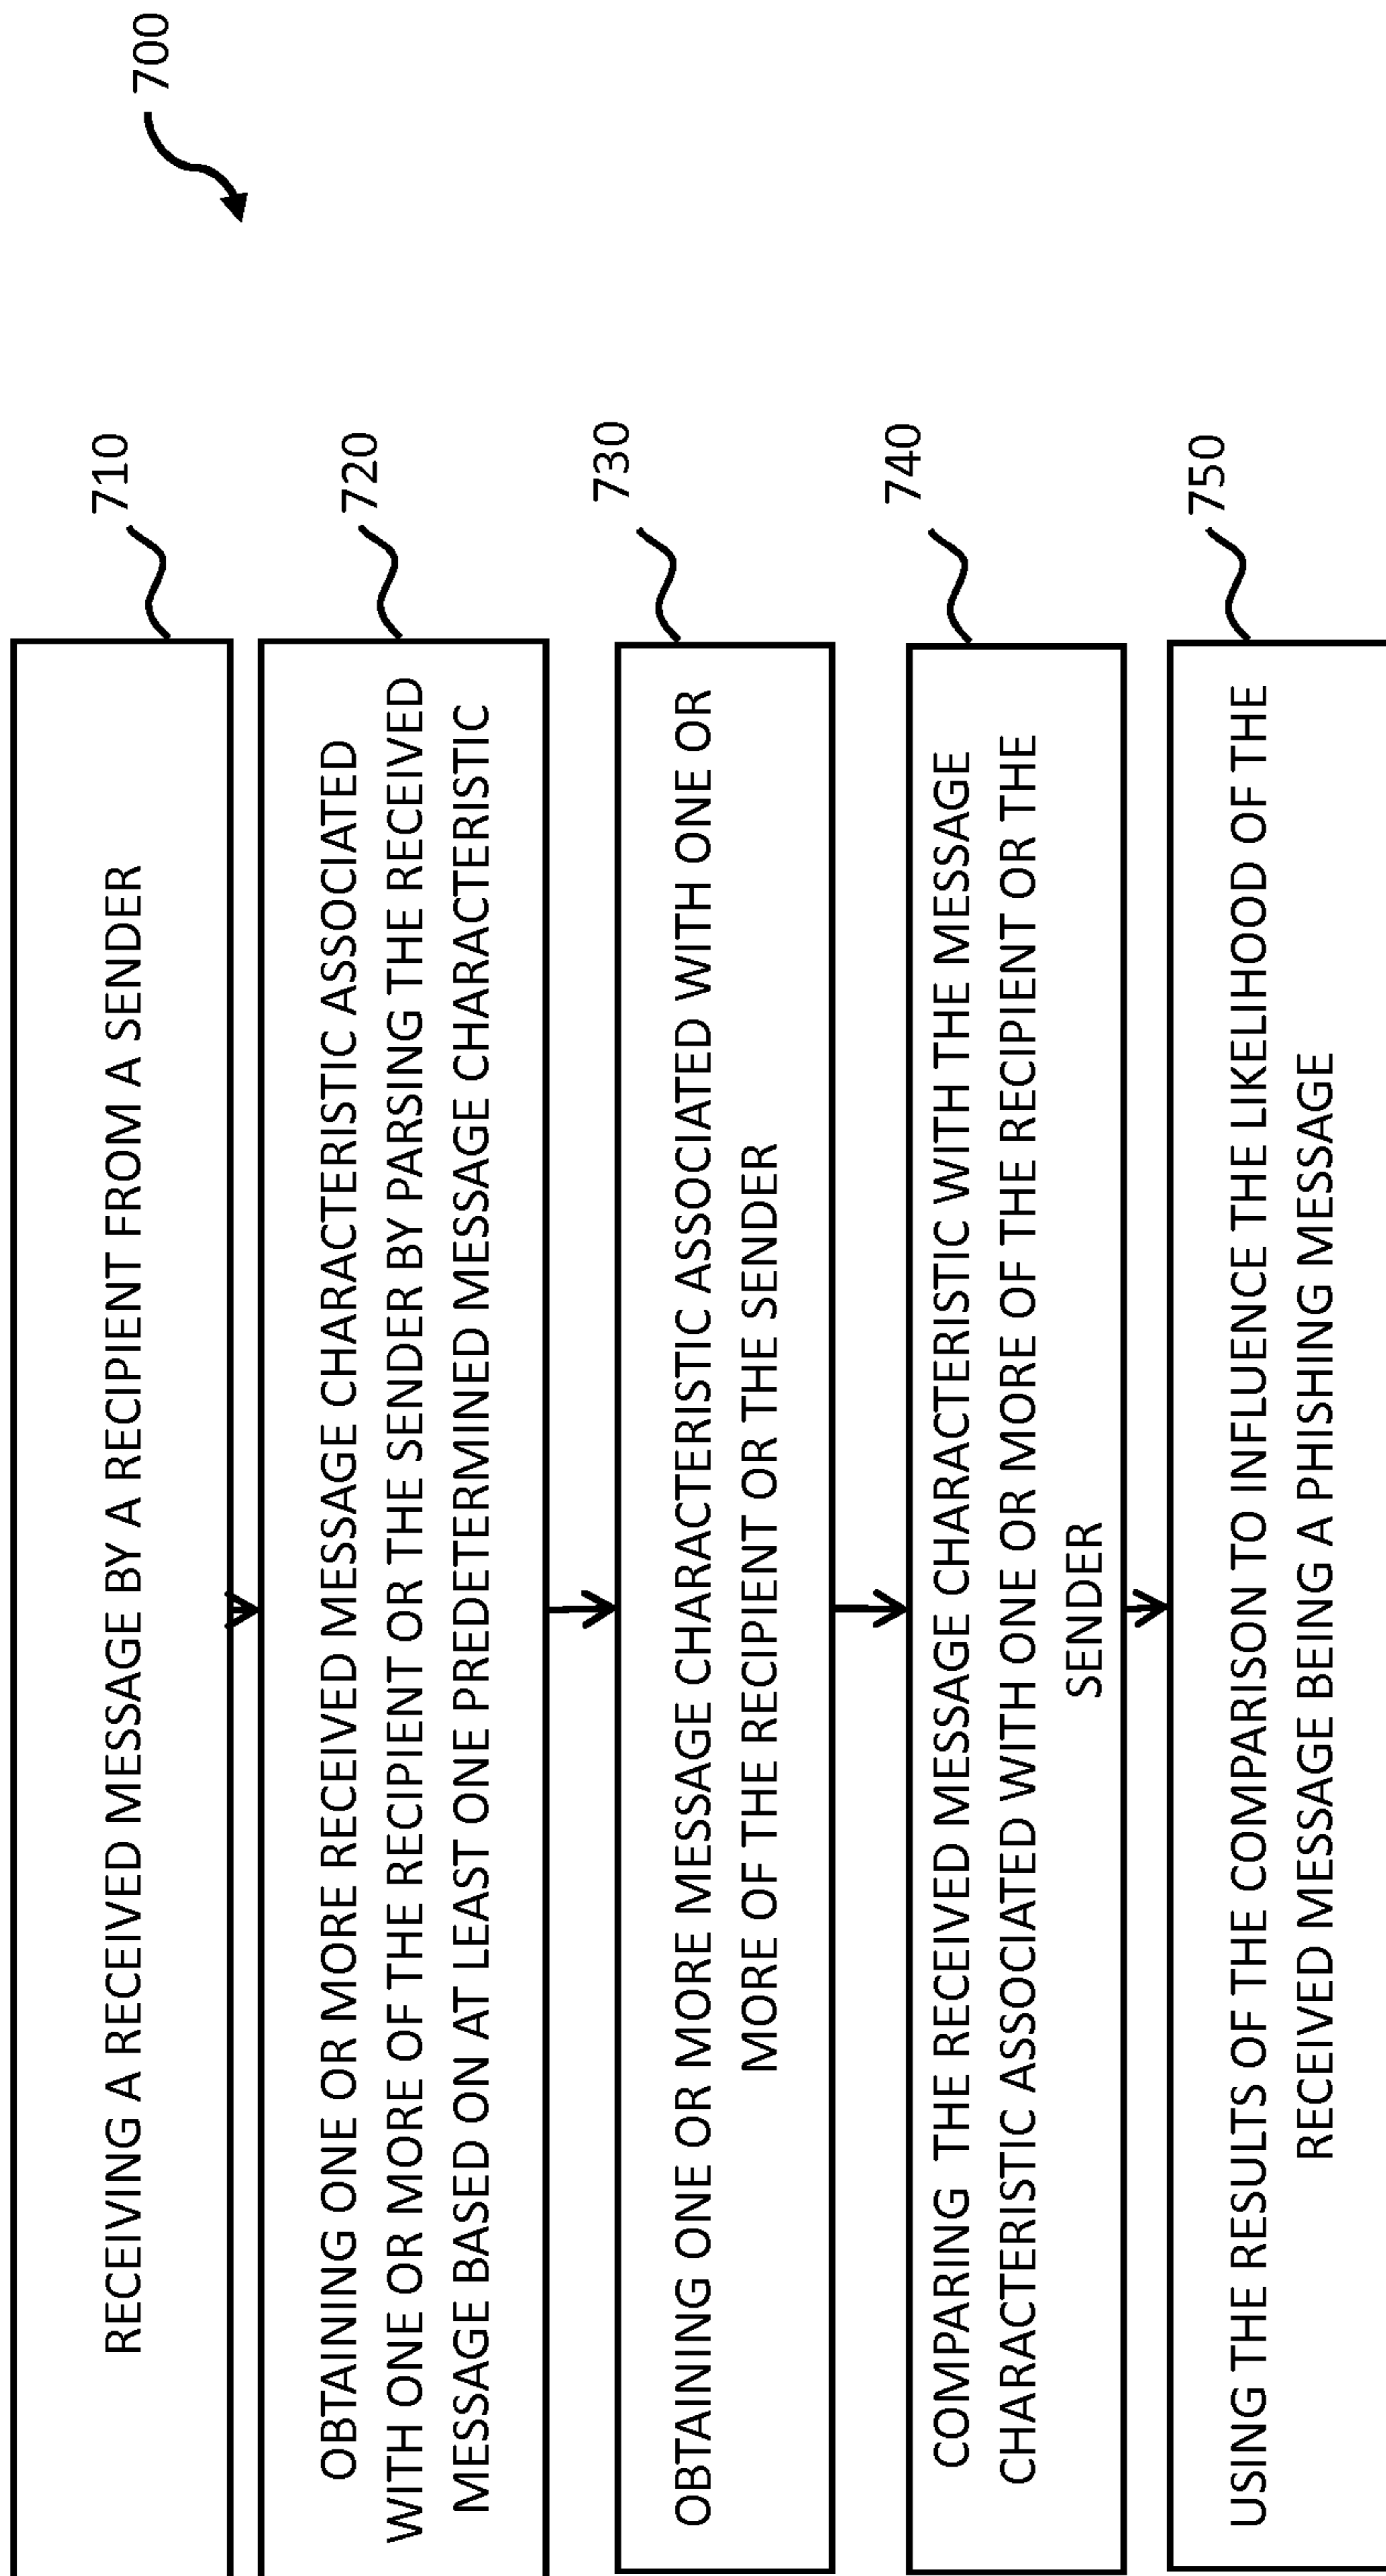 700
710
RECEIVING A RECEIVED MESSAGE BY A RECIPIENT FROM A SENDER
720
OBTAINING ONE OR MORE RECEIVED MESSAGE CHARACTERISTIC ASSOCIATED
WITH ONE OR MORE OF THE RECIPIENT OR THE SENDER BY PARSING THE RECEIVED
MESSAGE BASED ON AT LEAST ONE PREDETERMINED MESSAGE CHARACTERISTIC
730
OBTAINING ONE OR MORE MESSAGE CHARACTERISTIC ASSOCIATED WITH ONE OR
MORE OF THE RECIPIENT OR THE SENDER
740
COMPARING THE RECEIVED MESSAGE CHARACTERISTIC WITH THE MESSAGE
CHARACTERISTIC ASSOCIATED WITH ONE OR MORE OF THE RECIPIENT OR THE
SENDER
750
USING THE RESULTS OF THE COMPARISON TO INFLUENCE THE LIKELIHOOD OF THE
RECEIVED MESSAGE BEING A PHISHING MESSAGE